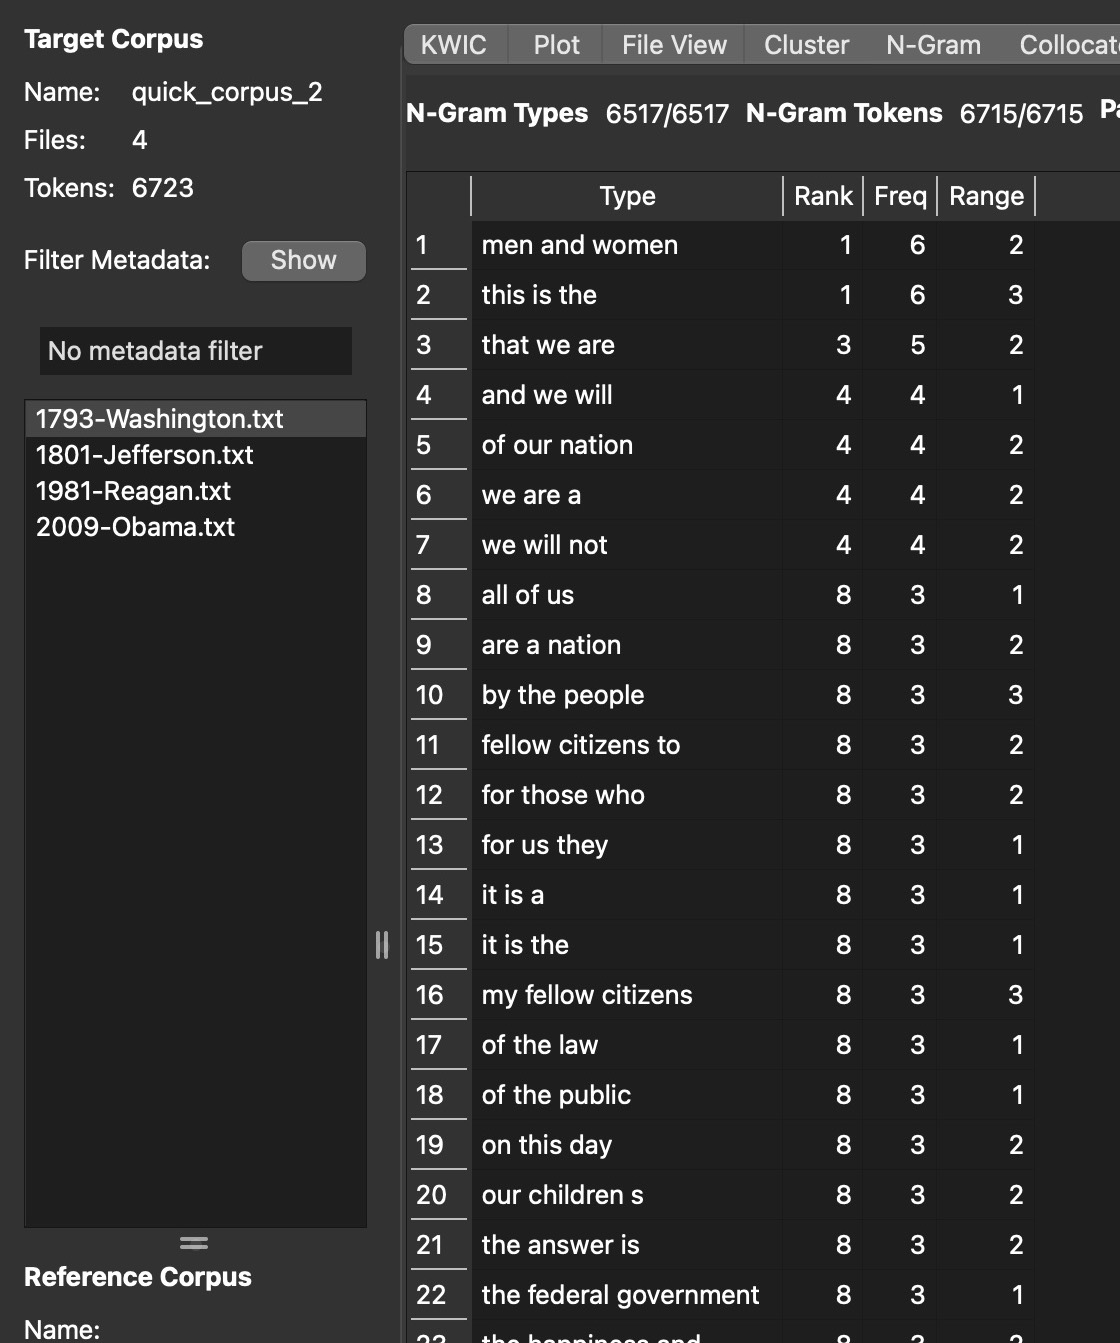 Target Corpus
Name: quick_corpus_2
Files: 4
Tokens: 6723
Filter Metadata: Show
No metadata filter
1793-Washington.txt
1801-Jefferson.txt
1981-Reagan.txt
2009-Obama.txt
Reference Corpus
Name:
KWIC Plot File View Cluster N-Gram Collocat
N-Gram Types 6517/6517 N-Gram Tokens 6715/6715 Pa
Type Rank Freq Range
1 men and women 1 6 2
2 this is the 1 6 3
3 that we are 3 5 2
4 and we will 4 4 1
5 of our nation 4 4 2
6 we are a 4 4 2
7 we will not 4 4 2
8 all of us 8 3 1
9 are a nation 8 3 2
10 by the people 8 3 3
11 fellow citizens to 8 3 2
12 for those who 8 3 2
13 for us they 8 3 1
14 it is a 8 3 1
15 it is the 8 3 1
16 my fellow citizens 8 3 3
17 of the law 8 3 1
18 of the public 8 3 1
19 on this day 8 3 2
20 our children s 8 3 2
21 the answer is 8 3 2
22 the federal government 8 3 1
23 the happiness and 8 3 2